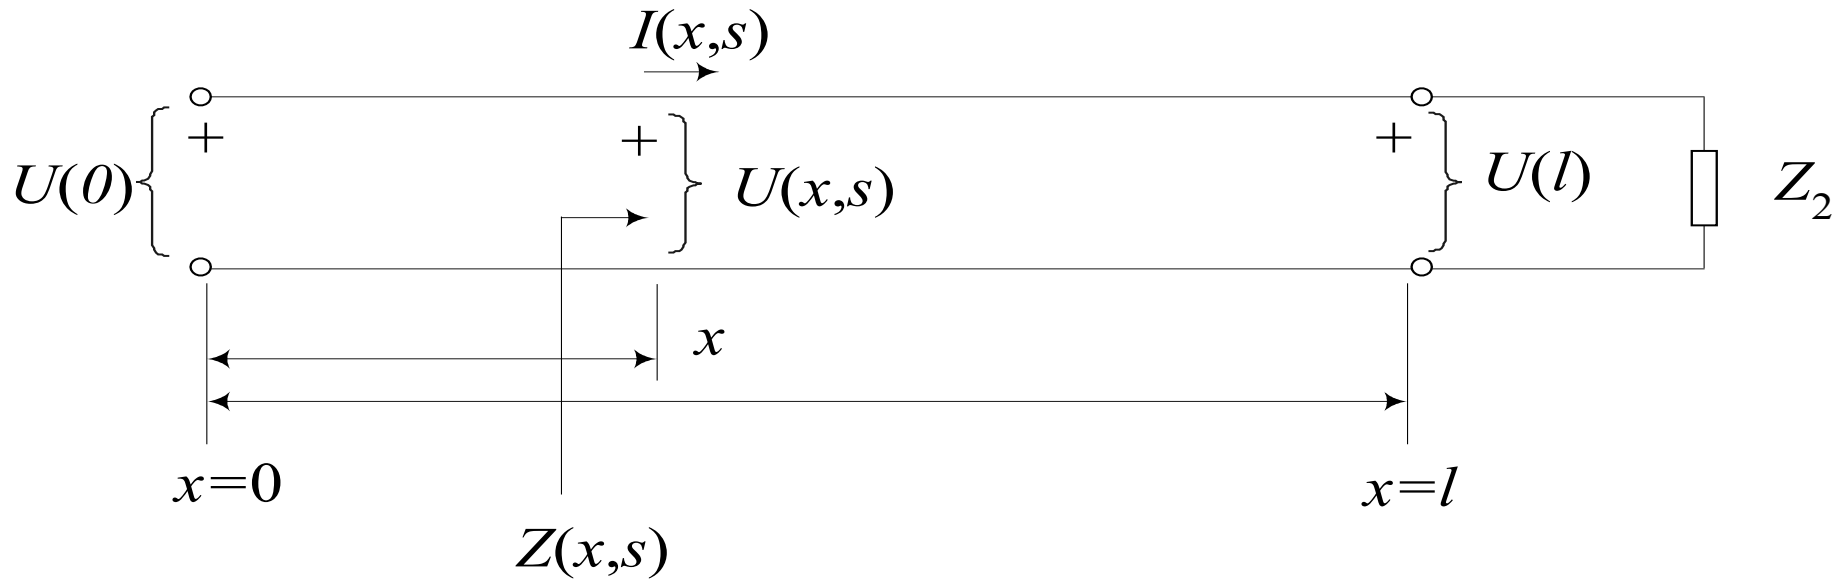 I(x,s)
+
+
+
U(0)
U(x,s)
U(l)
Z2
x
x=0
x=l
Z(x,s)